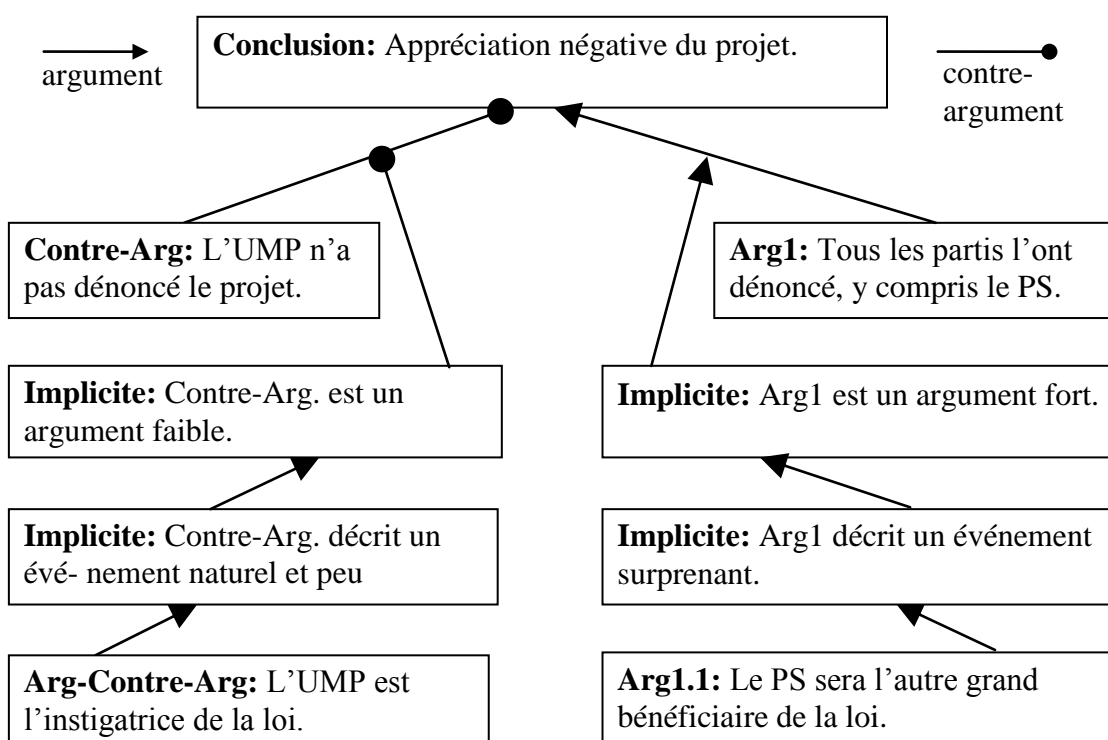 Conclusion: Appréciation négative du projet.
argument
contre-
argument
Contre-Arg: L’UMP n’a
pas dénoncé le projet.
Arg1: Tous les partis l’ont
dénoncé, y compris le PS.
Implicite: Contre-Arg. est un
argument faible.
Implicite: Arg1 est un argument fort.
Implicite: Contre-Arg. décrit un
évé- nement naturel et peu
Implicite: Arg1 décrit un événement
surprenant.
Arg-Contre-Arg: L’UMP est
l’instigatrice de la loi.
Arg1.1: Le PS sera l’autre grand
bénéficiaire de la loi.